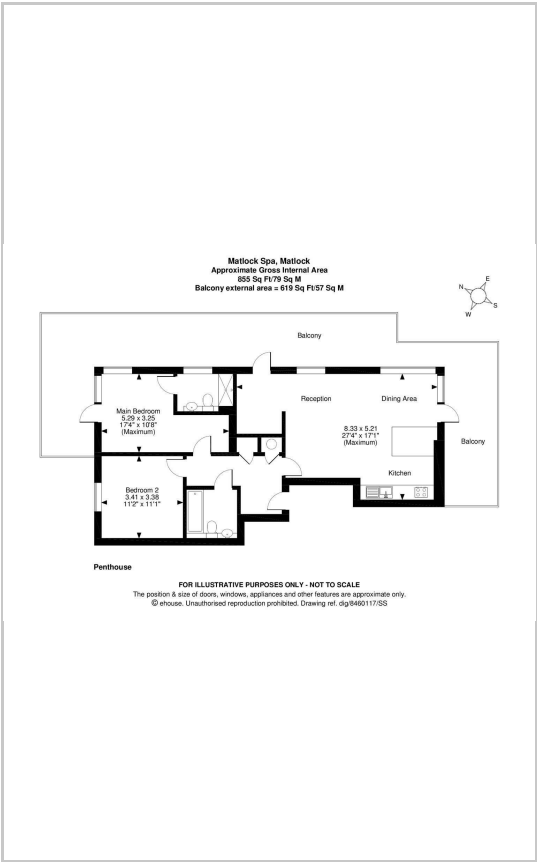 Matlock Spa, Matlock
Approximate Gross Internal Area
855 Sq Ft/79 Sq M
Balcony external area = 619 Sq Ft/57 Sq M
E
N
S
W
Balcony
Main Bedroom
5.29 x 3.25
17'4" x 10'8"
(Maximum)
Reception
Dining Area
8.33 x 5.21
27'4" x 17'1"
(Maximum)
Balcony
Kitchen
Bedroom 2
3.41 x 3.38
11'2" x 11'1"
Penthouse
FOR ILLUSTRATIVE PURPOSES ONLY - NOT TO SCALE
The position & size of doors, windows, appliances and other features are approximate only.
© ehouse. Unauthorised reproduction prohibited. Drawing ref. dig/8460117/SS